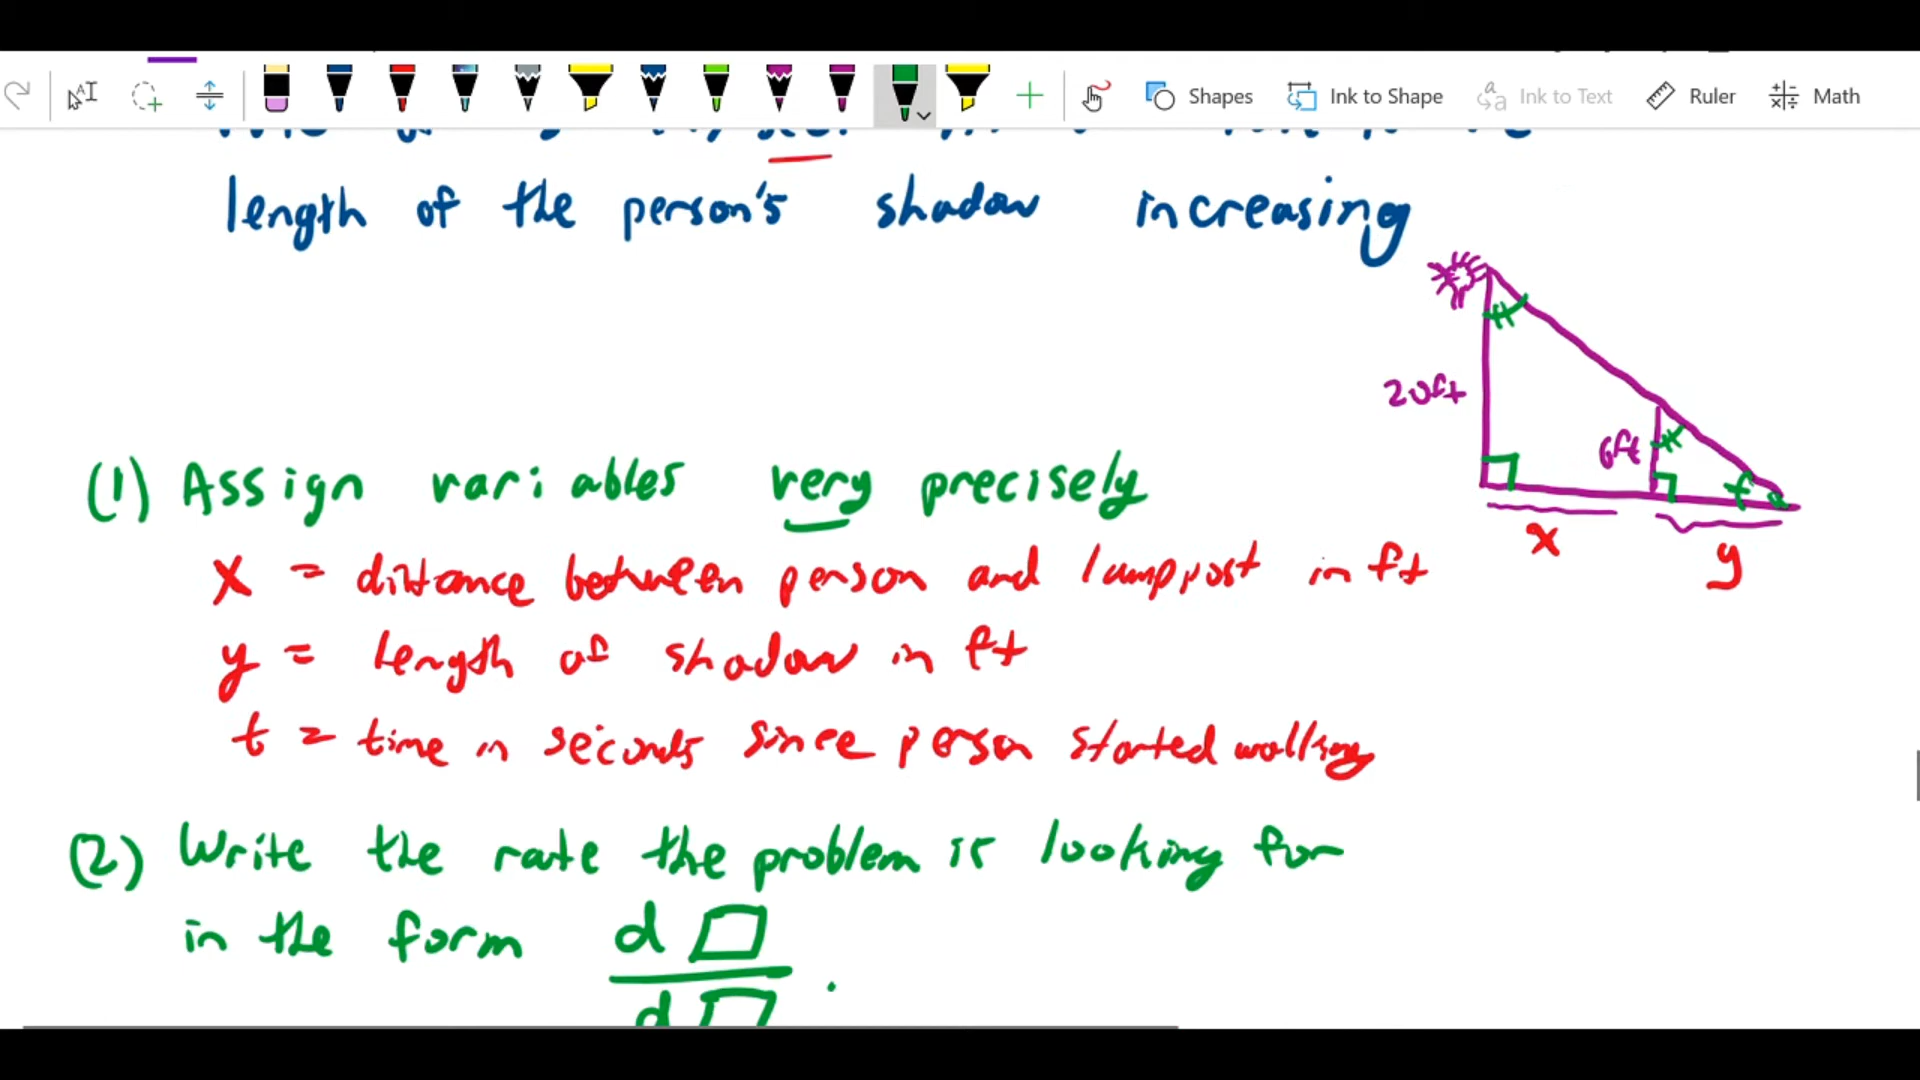 Shapes Ink to Shape Ink to Text Ruler Math
length of the person's shadow increasing
20ft
6ft
x
y
(1) Assign variables very precisely
x = distance between person and lamppost in ft
y = length of shadow in ft
t = time in seconds since person started walking
(2) Write the rate the problem is looking for
in the form d▢
d▢ .